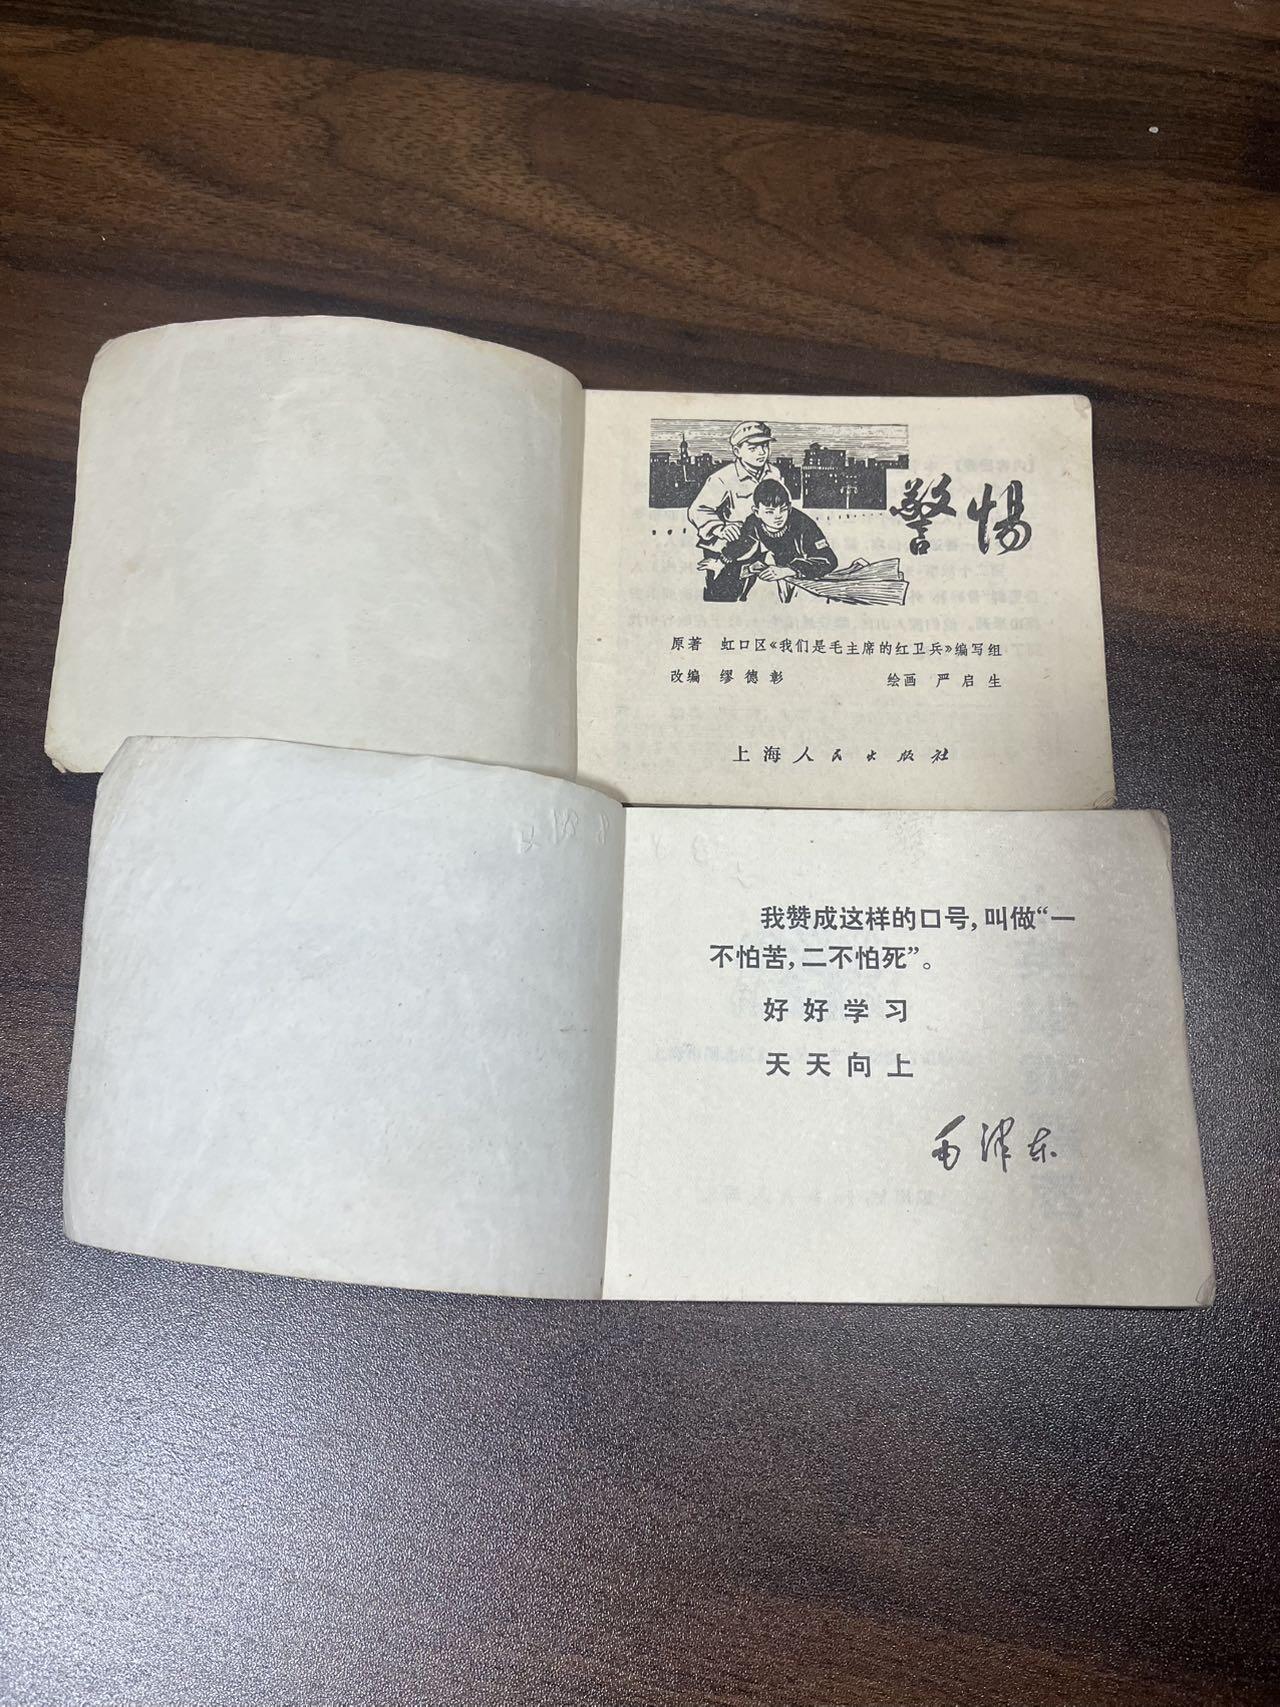 警惕
原著 虹口区《我们是毛主席的红卫兵》编写组
改编 缪德彰 绘画 严启生
上海人民出版社
我赞成这样的口号，叫做“一
不怕苦，二不怕死”。
好好学习
天天向上
毛泽东